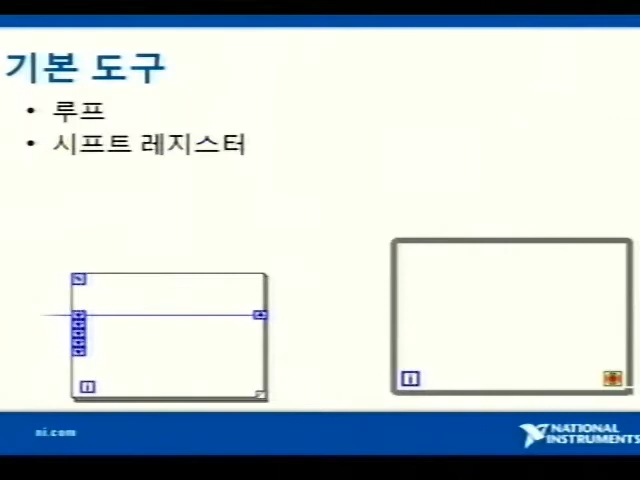 기본 도구
• 루프
• 시프트 레지스터
N
i
i
ni.com
NATIONAL
INSTRUMENTS